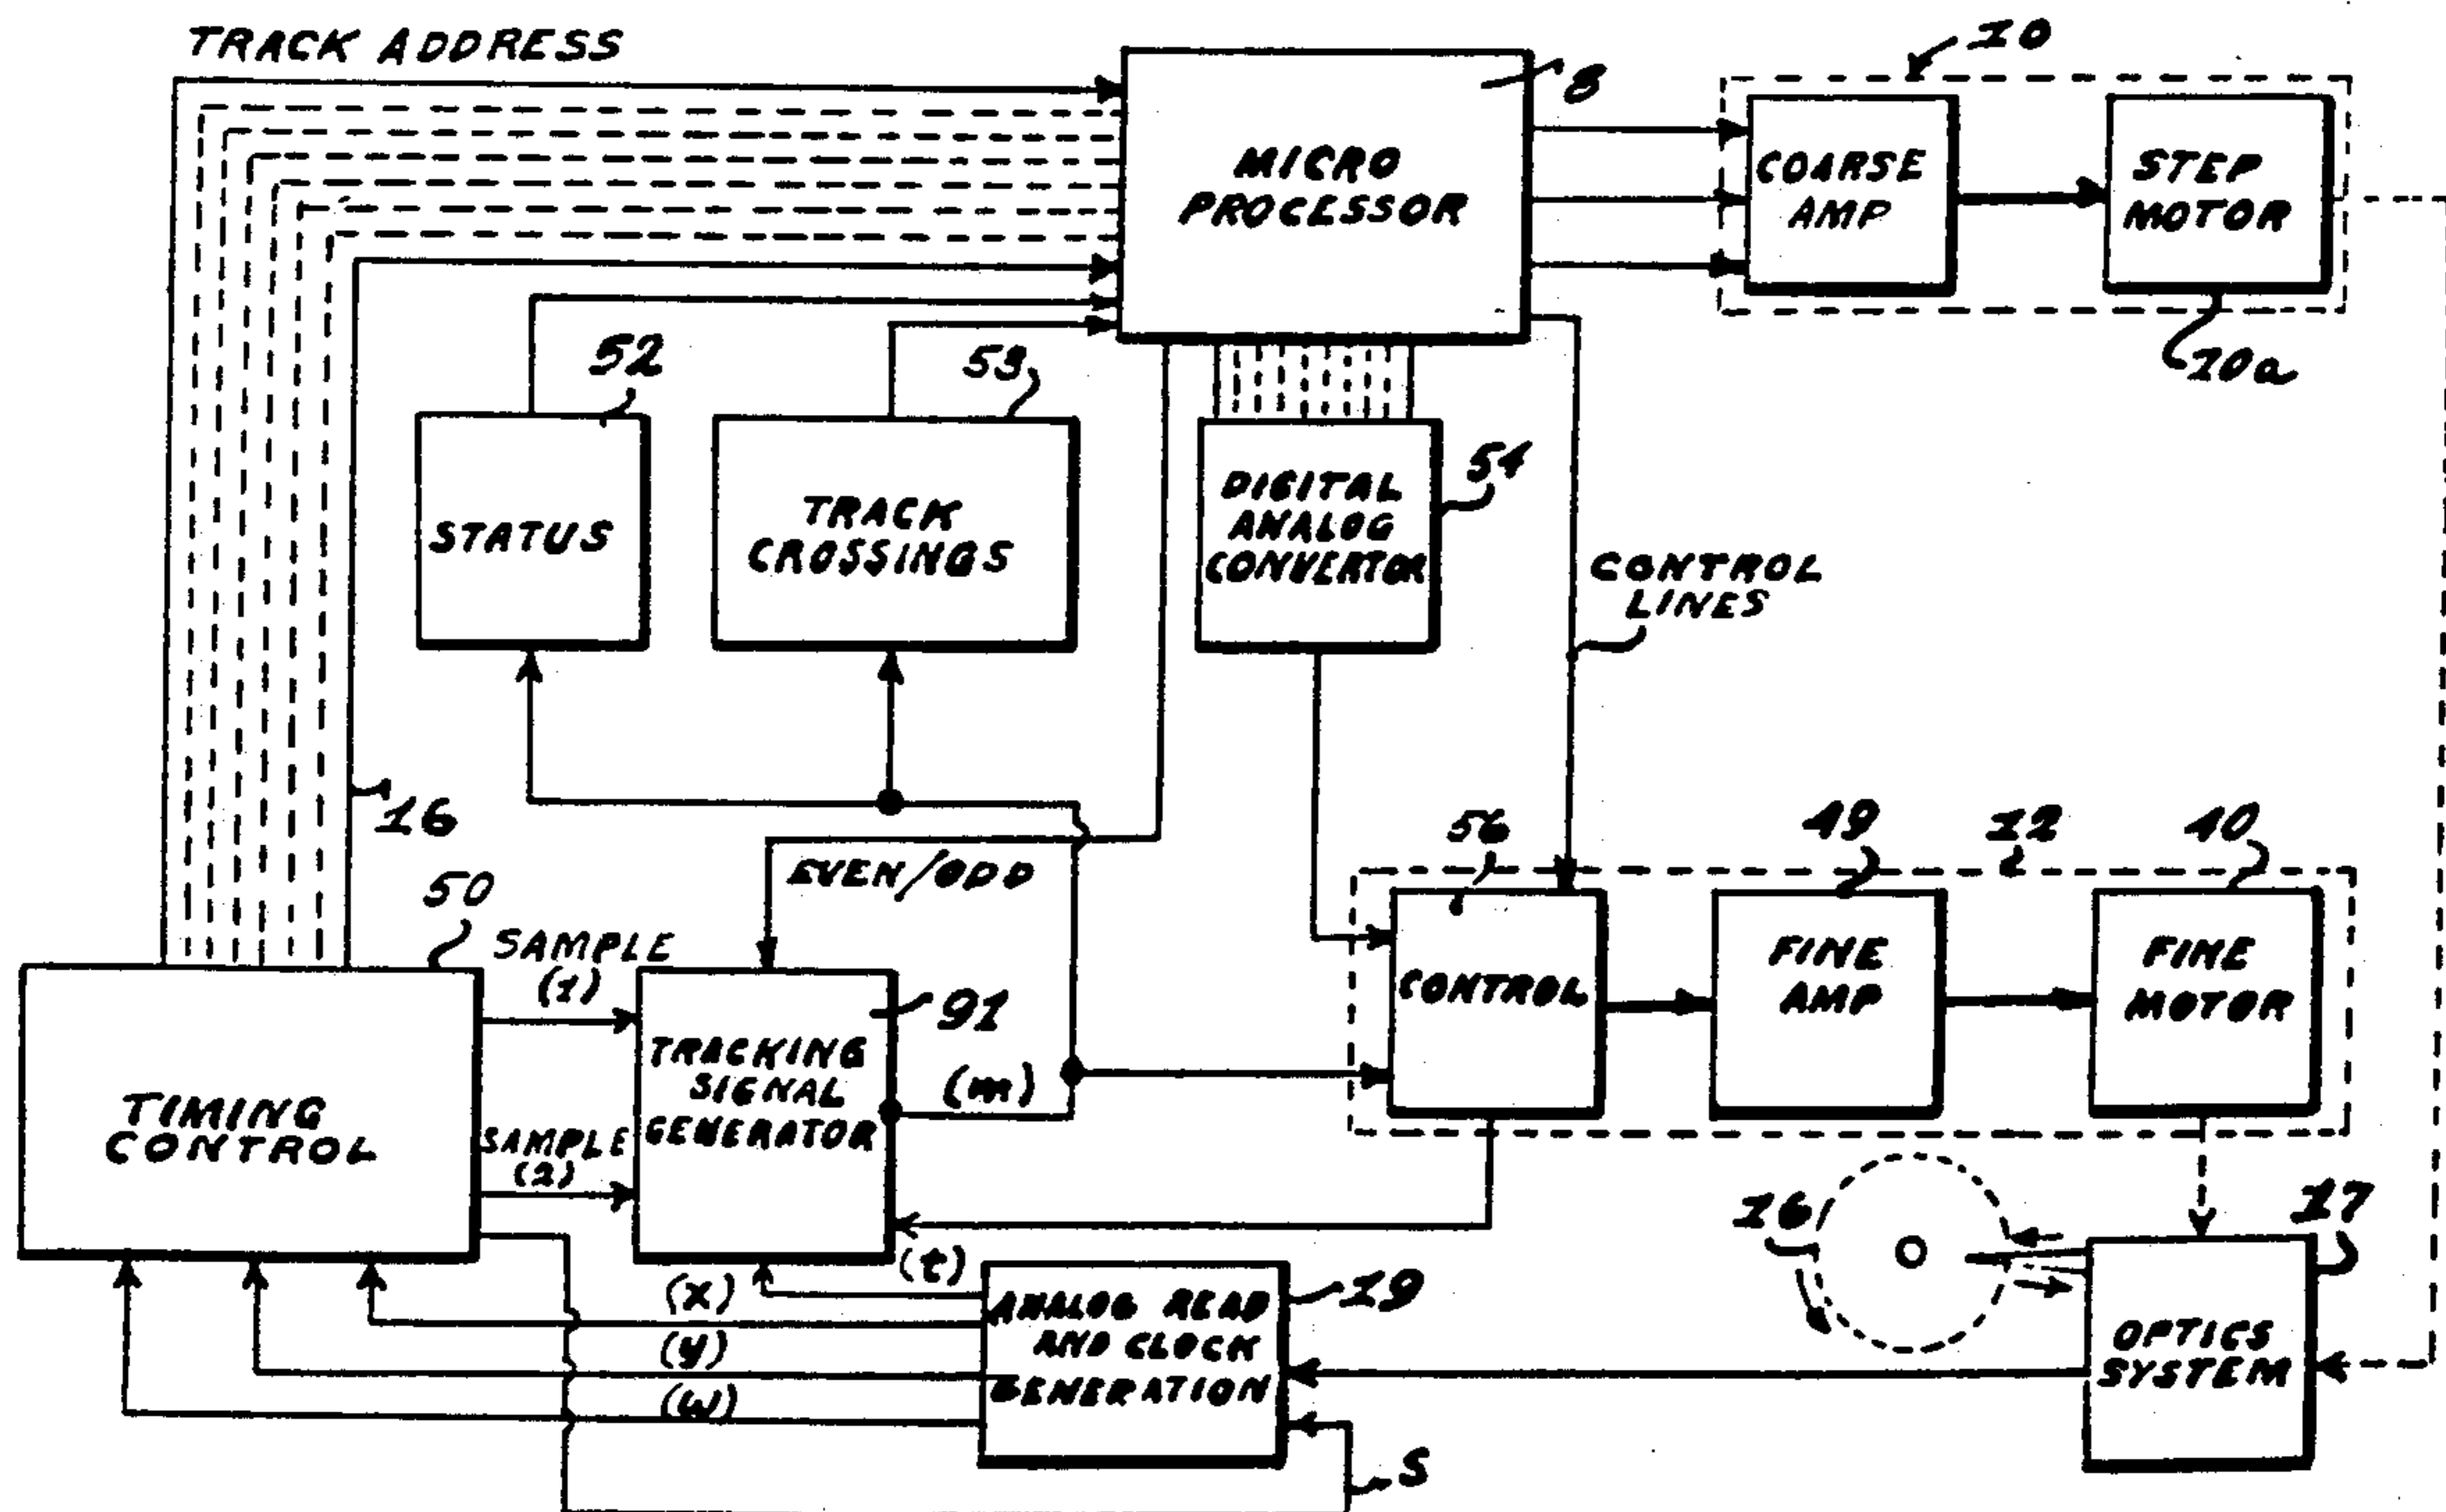 TRACK ADDRESS
10
8
MICRO
PROCESSOR
COARSE
AMP
STEP
MOTOR
10a
52
53
54
STATUS
TRACK
CROSSINGS
DIGITAL
ANALOG
CONVERTOR
CONTROL
LINES
16
EVEN/ODD
56
49
12
40
50
SAMPLE
(1)
91
TRACKING
SIGNAL
GENERATOR
(m)
CONTROL
FINE
AMP
FINE
MOTOR
TIMING
CONTROL
SAMPLE
(2)
(t)
16
17
(x)
(y)
(w)
ANALOG READ
AND CLOCK
GENERATION
19
OPTICS
SYSTEM
S